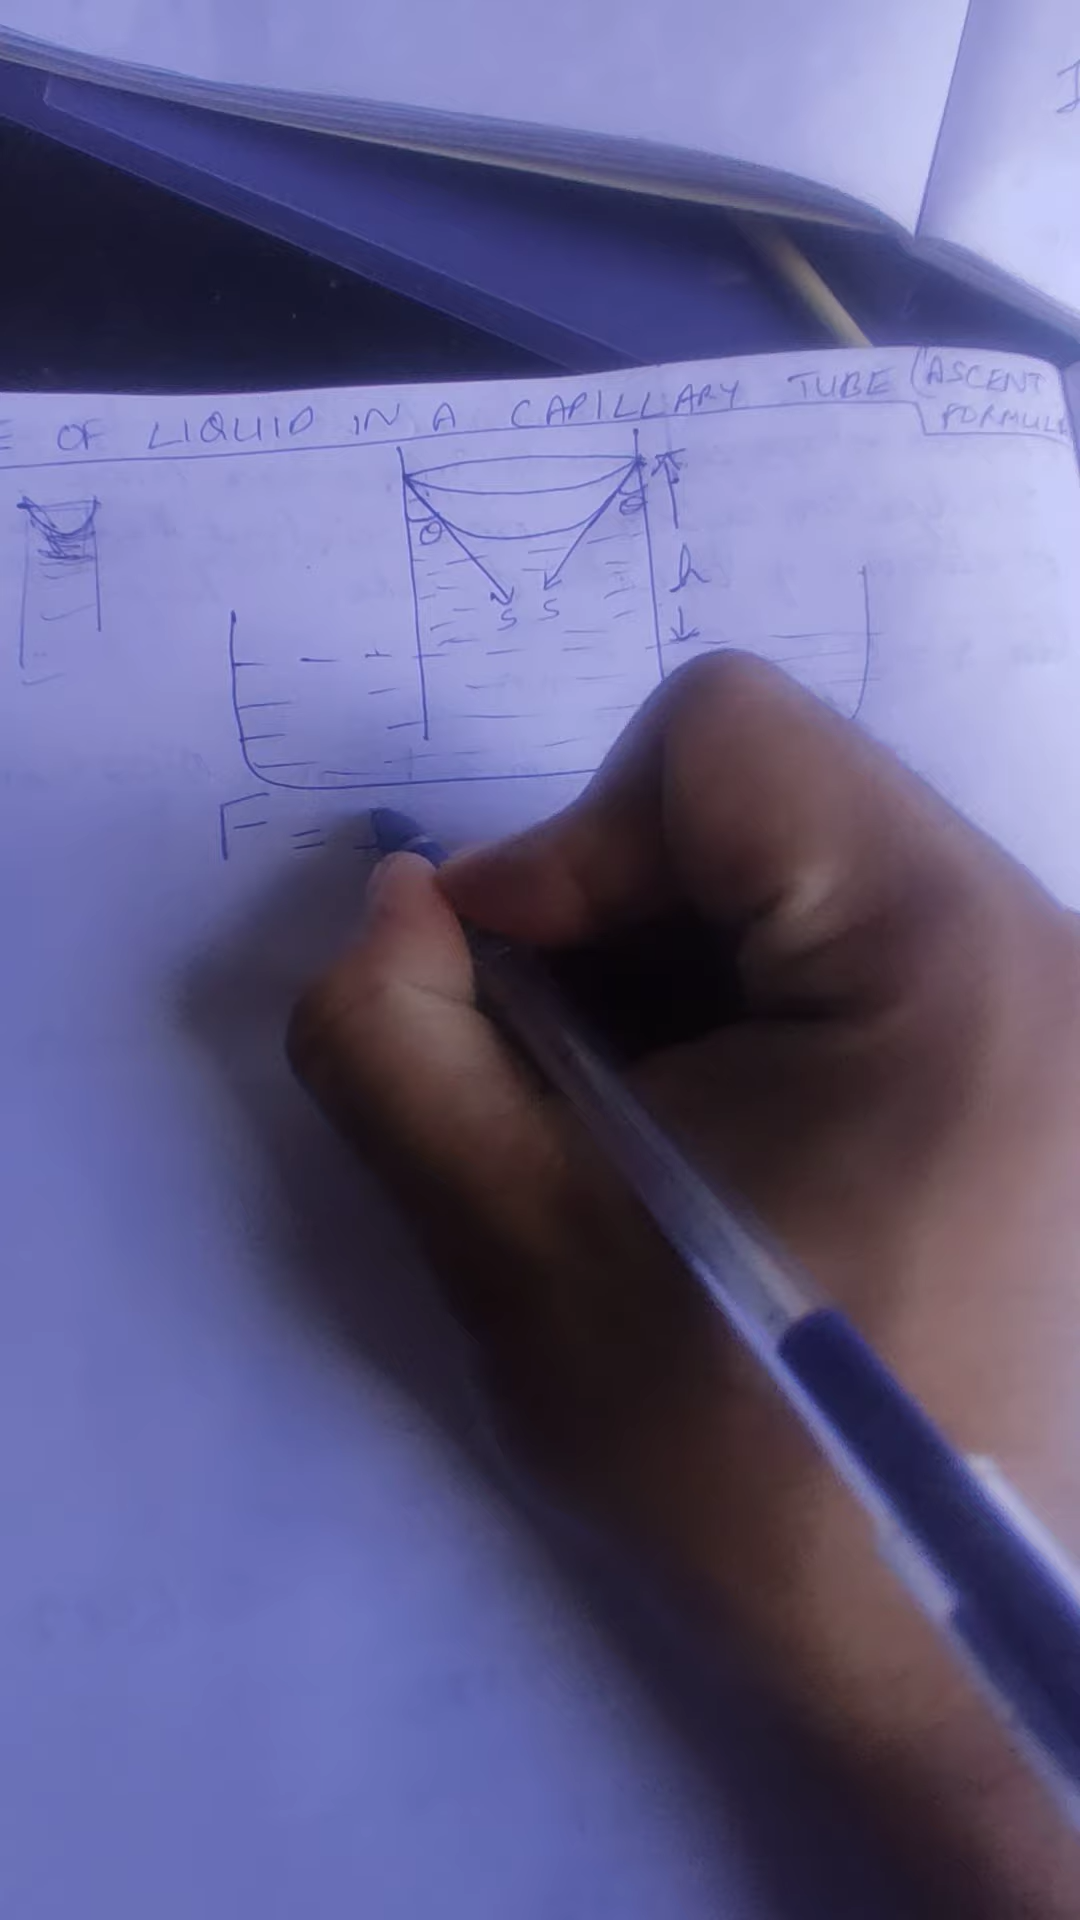 E OF LIQUID IN A CAPILLARY TUBE (ASCENT
FORMULA
θ
θ
h
S S
F =